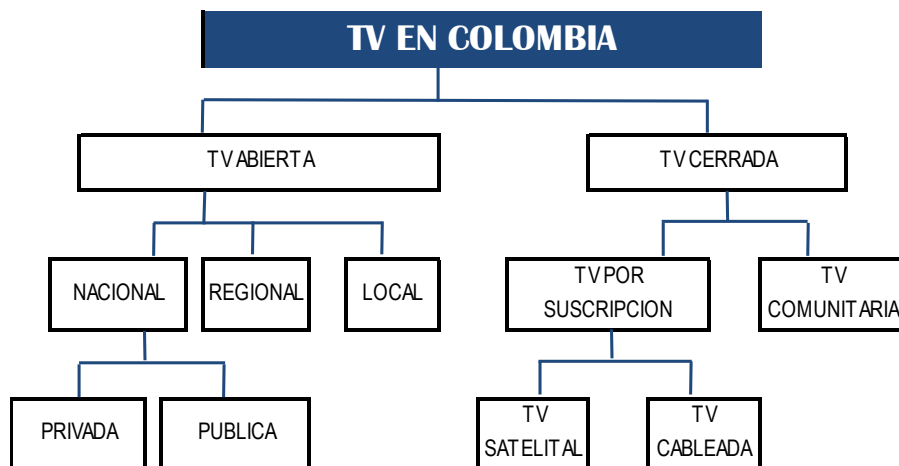 TV EN COLOMBIA
TV ABIERTA
TV CERRADA
NACIONAL
REGIONAL
LOCAL
TV POR
SUSCRIPCION
TV
COMUNITARIA
PRIVADA
PUBLICA
TV
SATELITAL
TV
CABLEADA